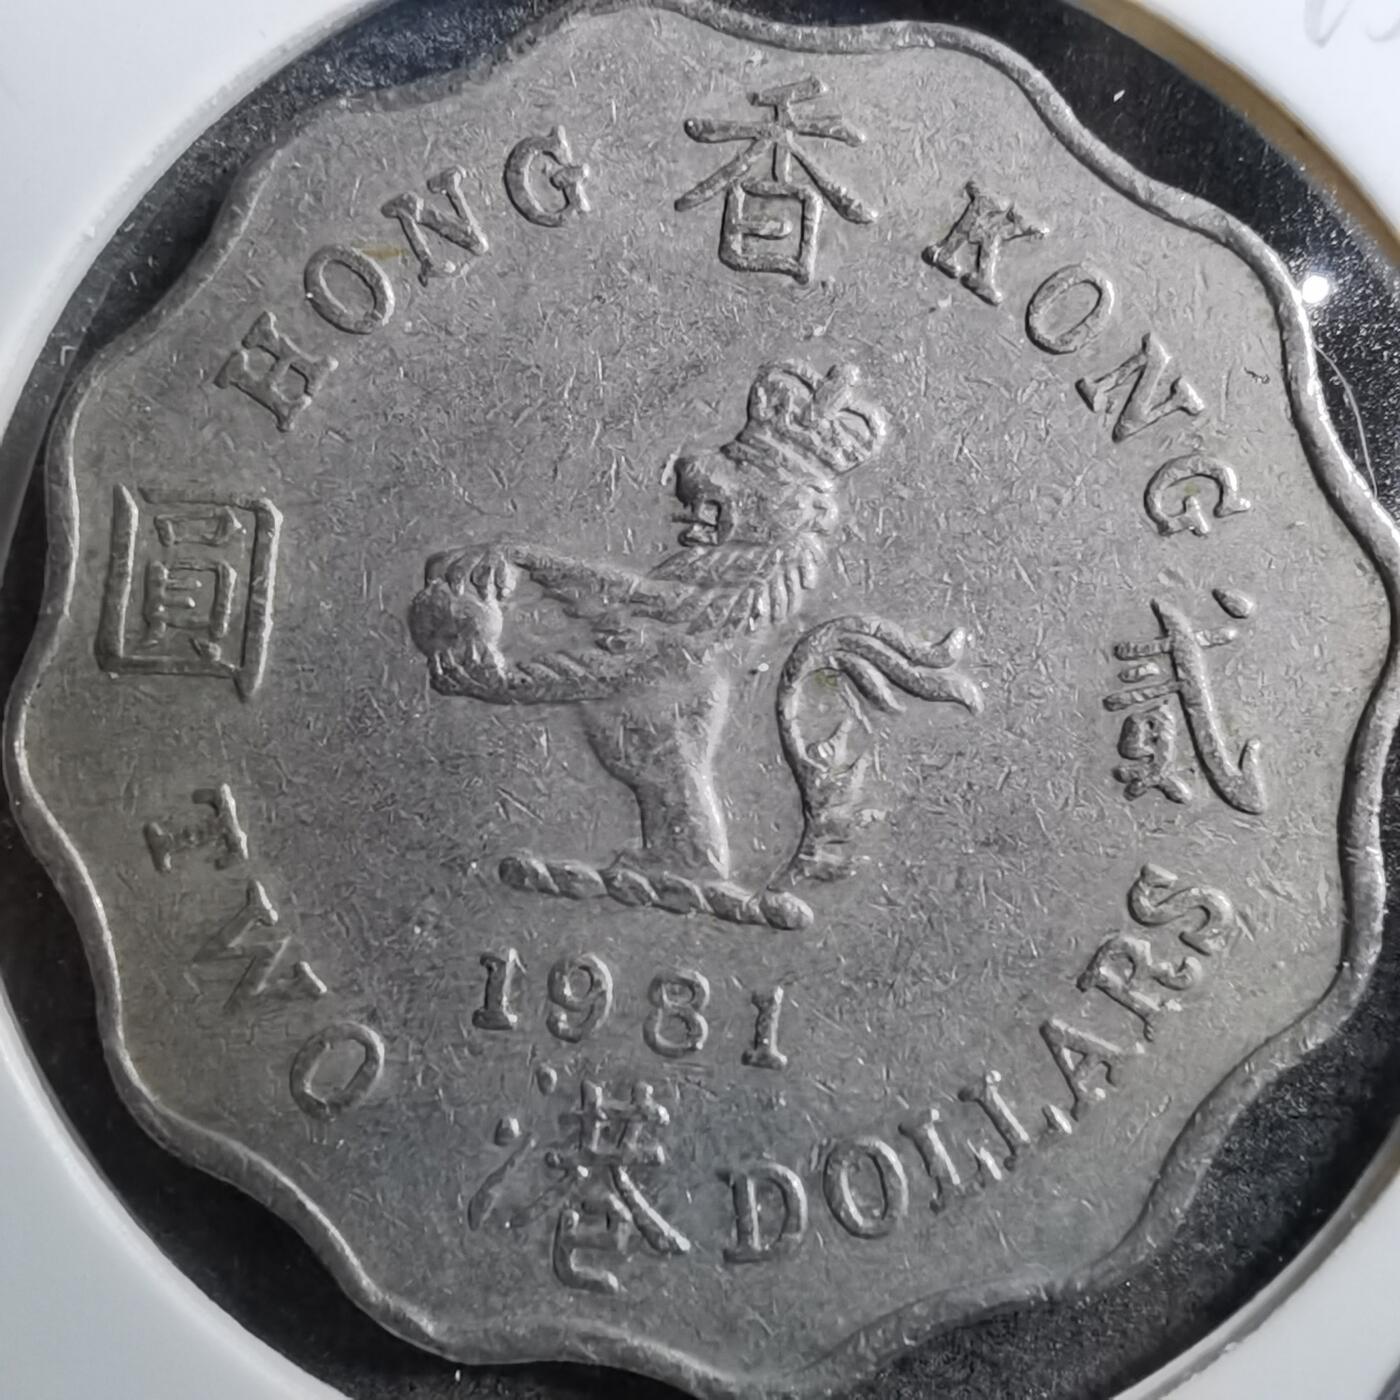 HONG 香 KONG
圓 貳
1981
港
TWO DOLLARS